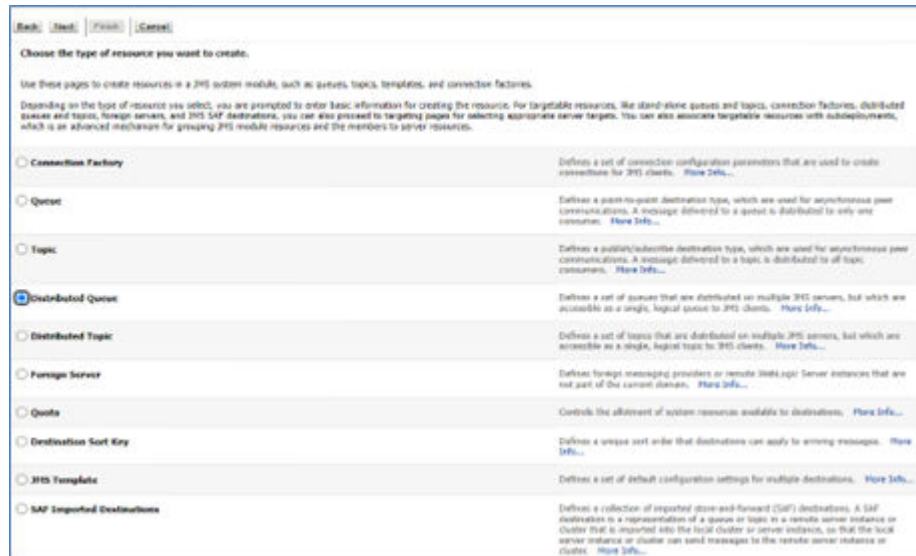 Back Next Finish Cancel
Choose the type of resource you want to create.
Use these pages to create resources in a JMS system module, such as queues, topics, templates, and connection factories.
Depending on the type of resource you select, you are prompted to enter basic information for creating the resource. For targetable resources, like stand-alone queues and topics, connection factories, distributed
queues and topics, foreign servers, and JMS SAF destinations, you can also proceed to targeting pages for selecting appropriate server targets. You can also associate targetable resources with subdeployments,
which is an advanced mechanism for grouping JMS module resources and the members to server resources.
Connection Factory
Defines a set of connection configuration parameters that are used to create
connections for JMS clients. More Info...
Queue
Defines a point-to-point destination type, which are used for asynchronous peer
communications. A message delivered to a queue is distributed to only one
consumer. More Info...
Topic
Defines a publish/subscribe destination type, which are used for asynchronous peer
communications. A message delivered to a topic is distributed to all topic
consumers. More Info...
Distributed Queue
Defines a set of queues that are distributed on multiple JMS servers, but which are
accessible as a single, logical queue to JMS clients. More Info...
Distributed Topic
Defines a set of topics that are distributed on multiple JMS servers, but which are
accessible as a single, logical topic to JMS clients. More Info...
Foreign Server
Defines foreign messaging providers or remote WebLogic Server instances that are
not part of the current domain. More Info...
Quota
Controls the allotment of system resources available to destinations. More Info...
Destination Sort Key
Defines a unique sort order that destinations can apply to arriving messages. More
Info...
JMS Template
Defines a set of default configuration settings for multiple destinations. More Info...
SAF Imported Destinations
Defines a collection of imported store-and-forward (SAF) destinations. A SAF
destination is a representation of a queue or topic in a remote server instance or
cluster that is imported into the local cluster or server instance, so that the local
server instance or cluster can send messages to the remote server instance or
cluster. More Info...